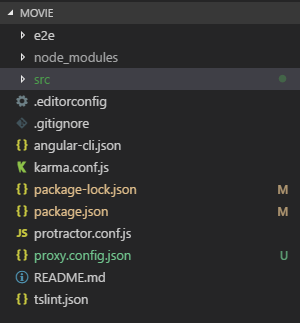 MOVIE
e2e
node_modules
src
.editorconfig
.gitignore
{} angular-cli.json
karma.conf.js
{} package-lock.json M
{} package.json M
JS protractor.conf.js
{} proxy.config.json U
README.md
{} tslint.json